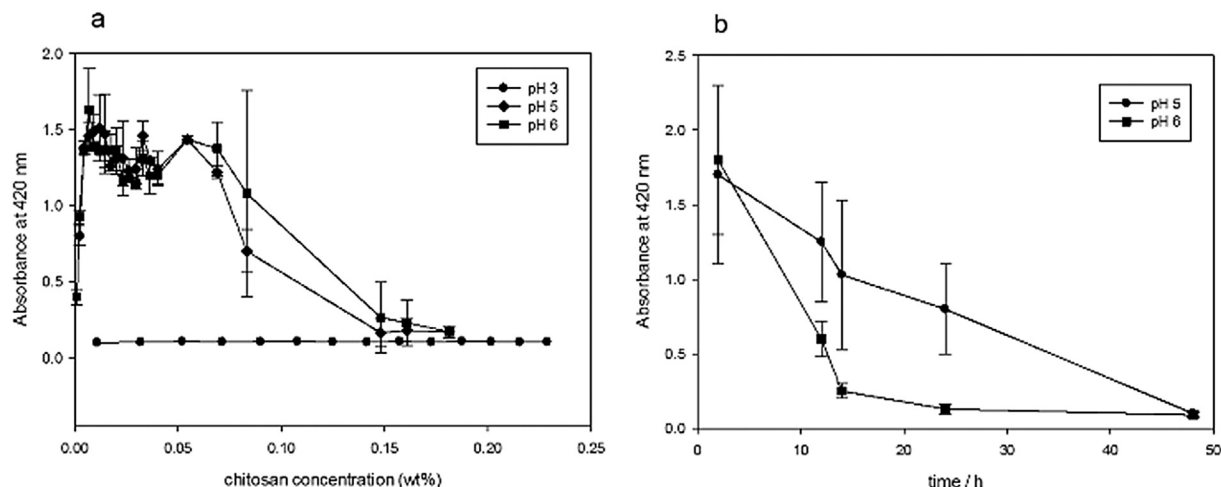 a
2.0
1.5
1.0
0.5
0.0
Absorbance at 420 nm
pH 3
pH 5
pH 6
0.00 0.05 0.10 0.15 0.20 0.25
chitosan concentration (wt%)
b
2.5
2.0
1.5
1.0
0.5
0.0
Absorbance at 420 nm
pH 5
pH 6
0 10 20 30 40 50
time / h